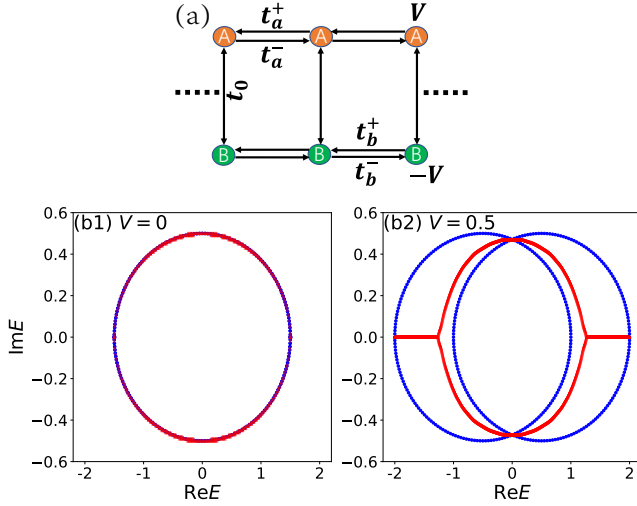 (a)
t_a^+
V
A A A
t_a^-
t_0
t_b^+
B B B
t_b^-
−V
(b1) V = 0
(b2) V = 0.5
0.6 0.6
0.4 0.4
0.2 0.2
ImE
0.0 0.0
−0.2 −0.2
−0.4 −0.4
−0.6 −0.6
-2 -1 0 1 2
-2 -1 0 1 2
ReE
ReE